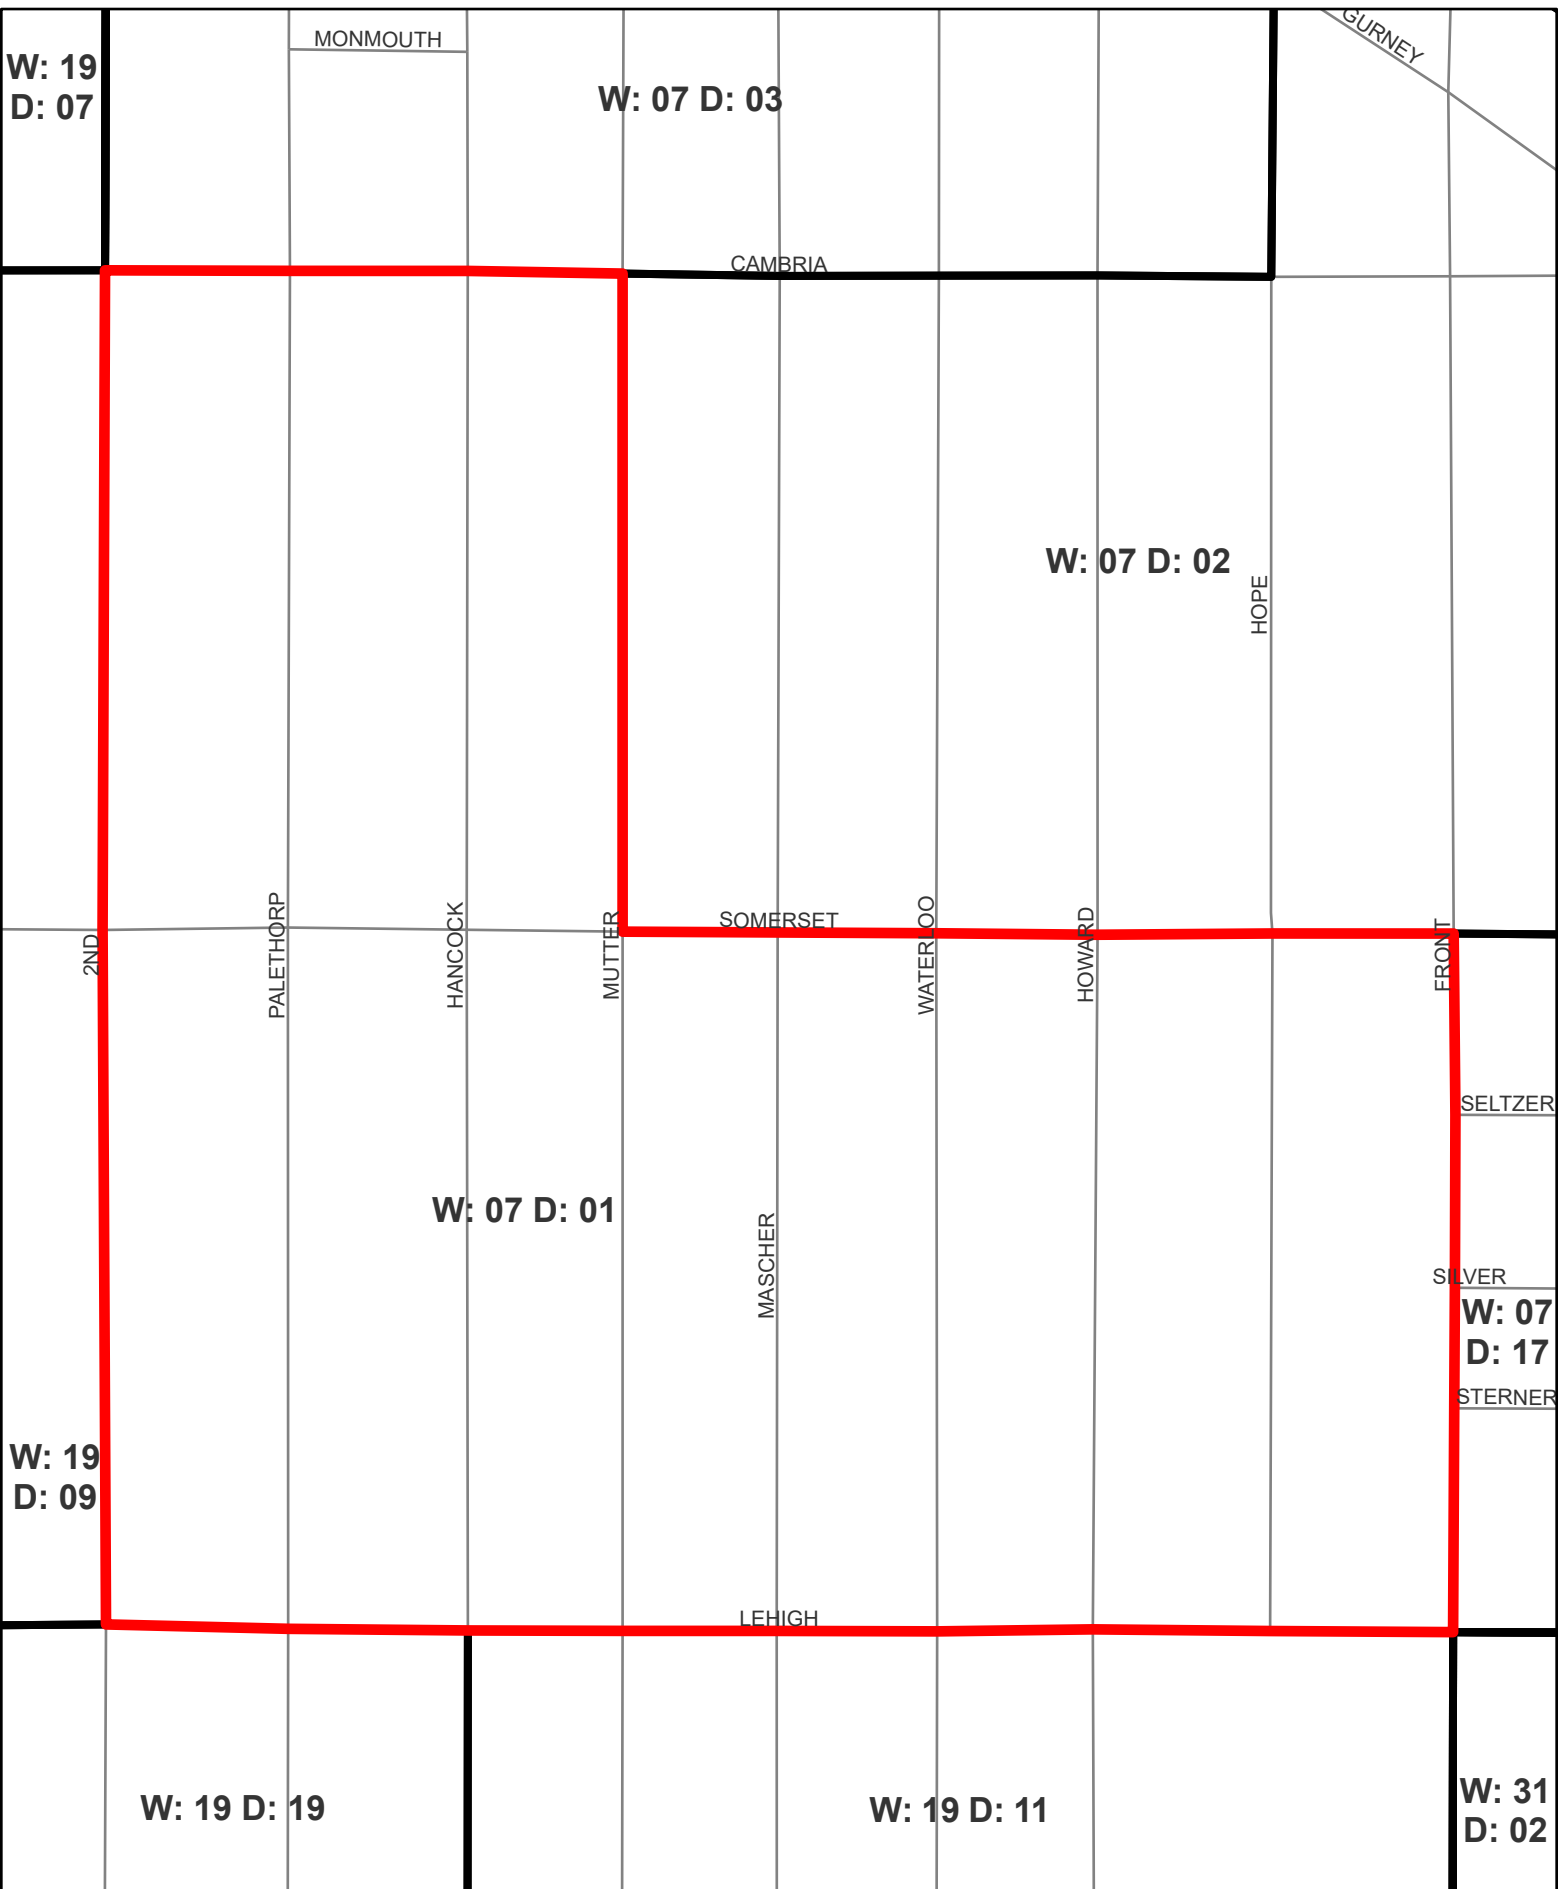 GURNEY
MONMOUTH
W: 19
D: 07
W: 07 D: 03
CAMBRIA
W: 07 D: 02
HOPE
SOMERSET
2ND
PALETHORP
HANCOCK
MUTTER
WATERLOO
HOWARD
FRONT
SELTZER
W: 07 D: 01
MASCHER
SILVER
W: 07
D: 17
STERNER
W: 19
D: 09
LEHIGH
W: 19 D: 19
W: 19 D: 11
W: 31
D: 02